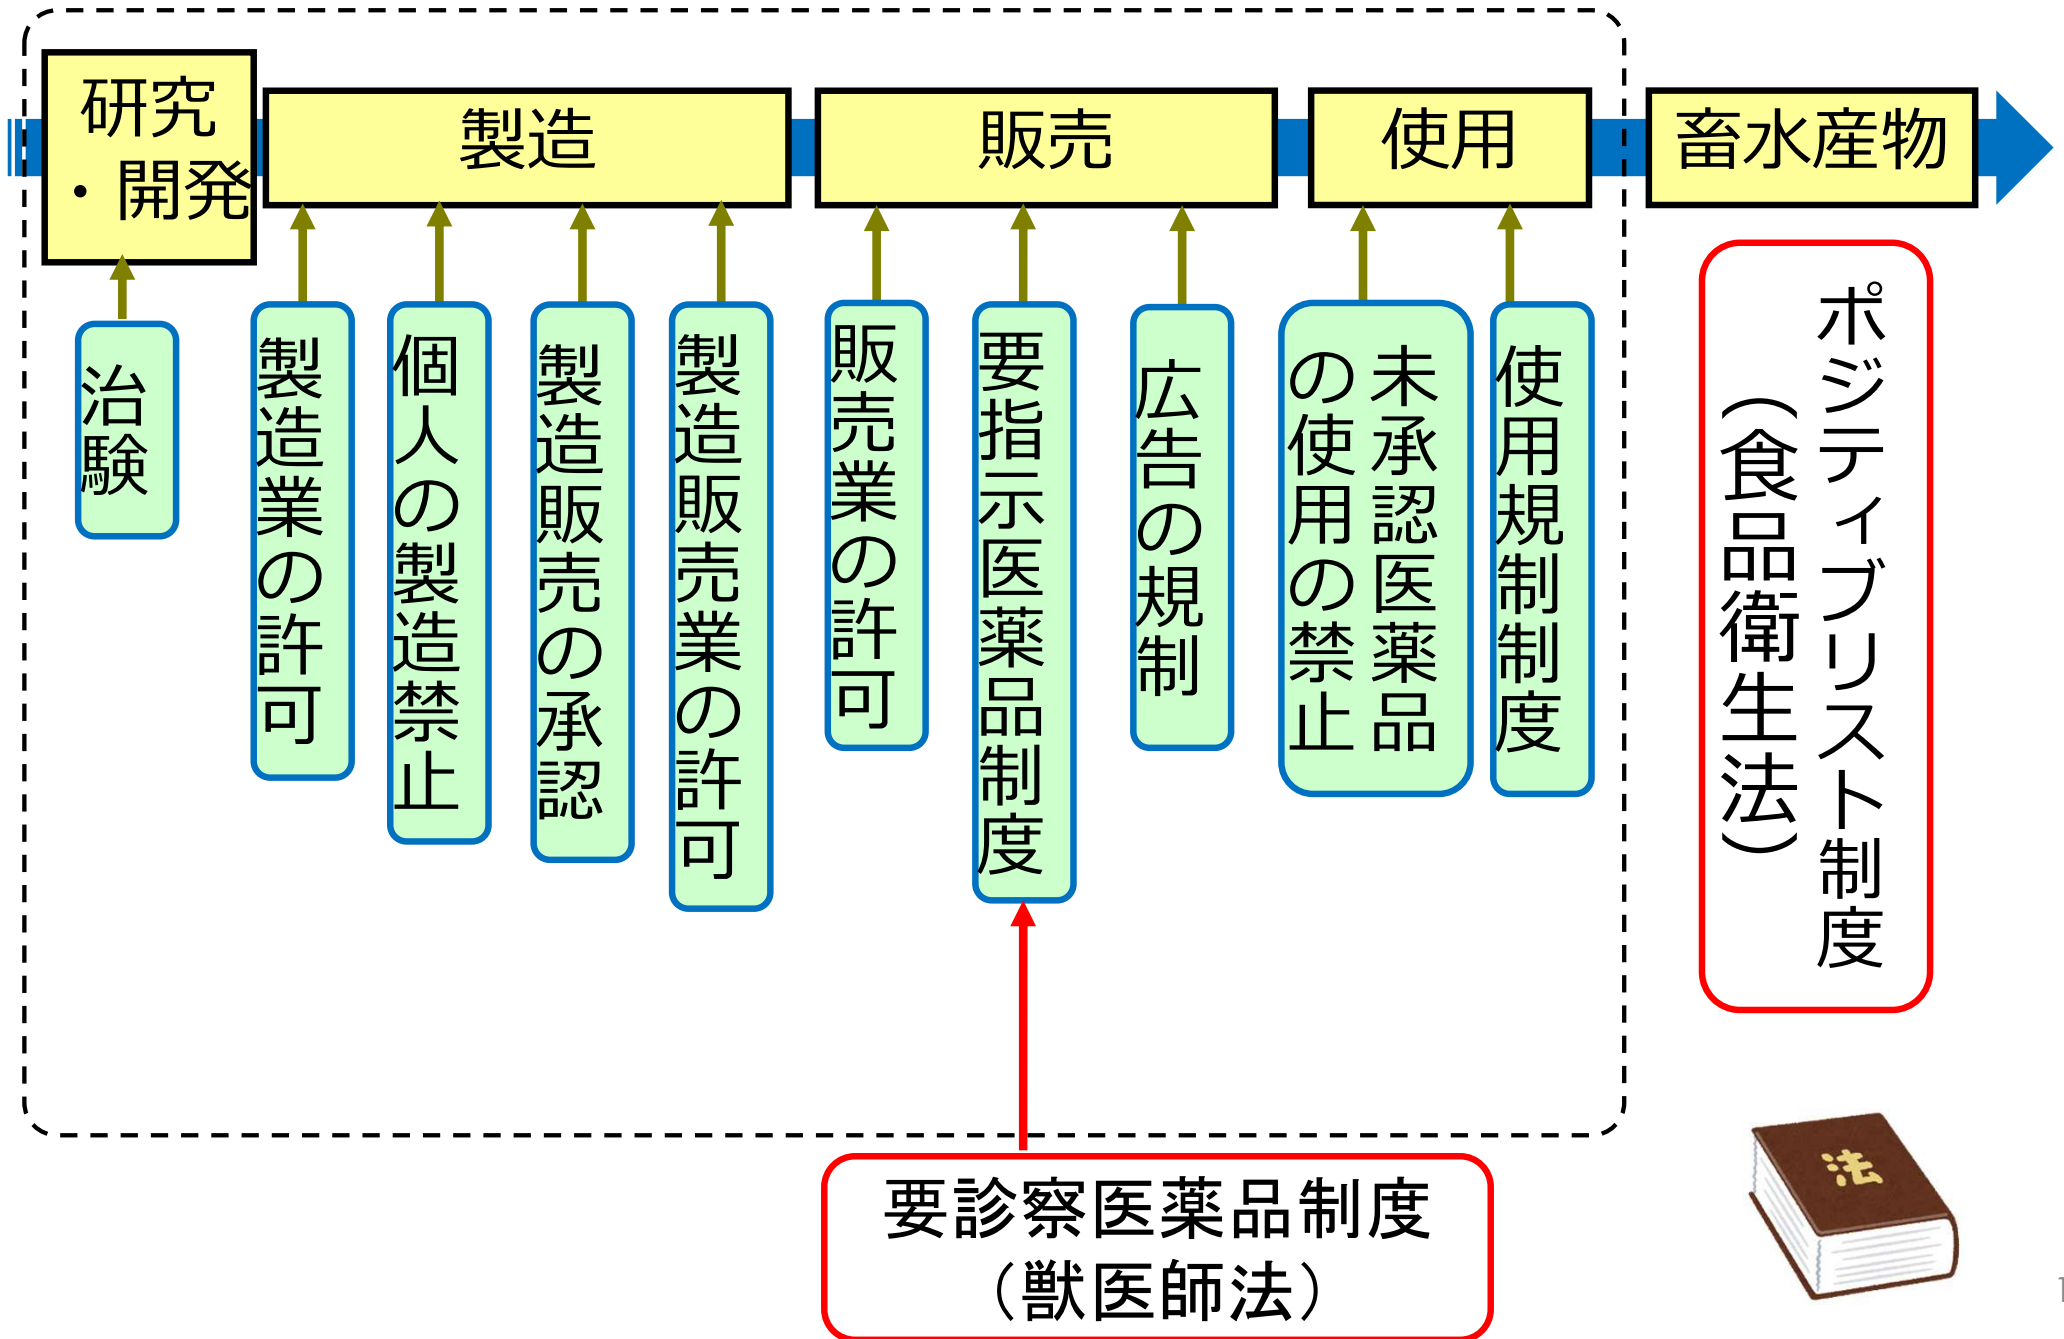 研究
・開発
製造
販売
使用
畜水産物
治験
製造業の許可
個人の製造禁止
製造販売の承認
製造販売業の許可
販売業の許可
要指示医薬品制度
広告の規制
未承認医薬品
の使用の禁止
使用規制制度
ポジティブリスト制度
（食品衛生法）
要診察医薬品制度
（獣医師法）
法
1